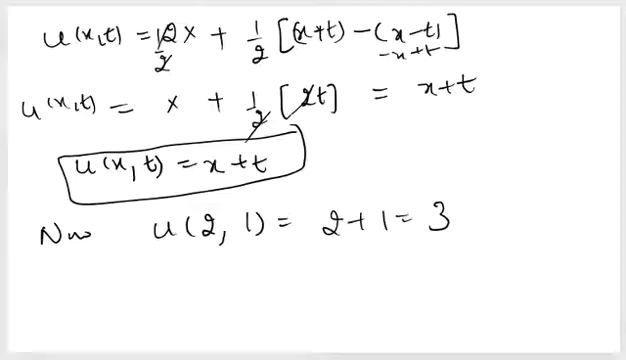 u(x,t) = 1/2 2x + 1/2 [(x+t) - (x-t)]
-x+t
u(x,t) = x + 1/2 [2t] = x+t
u(x,t) = x+t
Now u(2,1) = 2+1 = 3